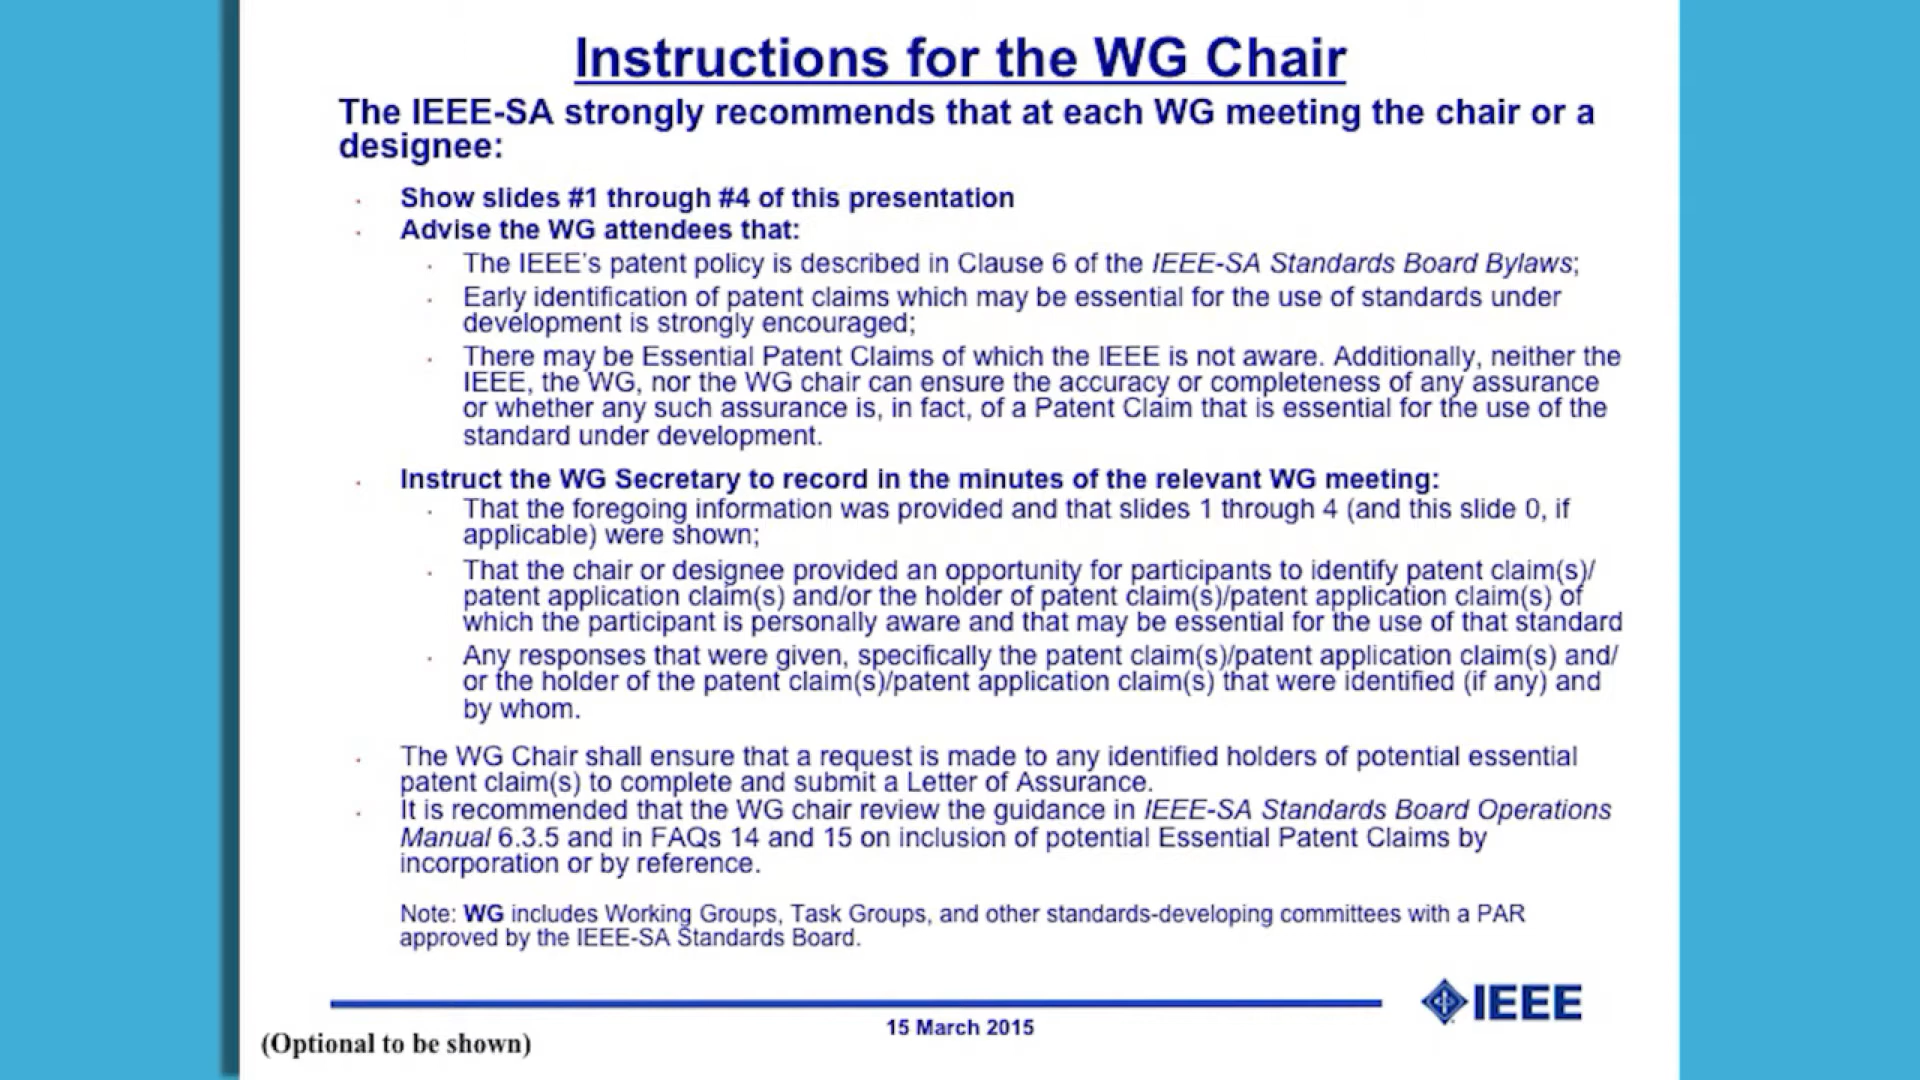 Instructions for the WG Chair
The IEEE-SA strongly recommends that at each WG meeting the chair or a
designee:
Show slides #1 through #4 of this presentation
Advise the WG attendees that:
The IEEE's patent policy is described in Clause 6 of the IEEE-SA Standards Board Bylaws;
Early identification of patent claims which may be essential for the use of standards under
development is strongly encouraged;
There may be Essential Patent Claims of which the IEEE is not aware. Additionally, neither the
IEEE, the WG, nor the WG chair can ensure the accuracy or completeness of any assurance
or whether any such assurance is, in fact, of a Patent Claim that is essential for the use of the
standard under development.
Instruct the WG Secretary to record in the minutes of the relevant WG meeting:
That the foregoing information was provided and that slides 1 through 4 (and this slide 0, if
applicable) were shown;
That the chair or designee provided an opportunity for participants to identify patent claim(s)/
patent application claim(s) and/or the holder of patent claim(s)/patent application claim(s) of
which the participant is personally aware and that may be essential for the use of that standard
Any responses that were given, specifically the patent claim(s)/patent application claim(s) and/
or the holder of the patent claim(s)/patent application claim(s) that were identified (if any) and
by whom.
The WG Chair shall ensure that a request is made to any identified holders of potential essential
patent claim(s) to complete and submit a Letter of Assurance.
It is recommended that the WG chair review the guidance in IEEE-SA Standards Board Operations
Manual 6.3.5 and in FAQs 14 and 15 on inclusion of potential Essential Patent Claims by
incorporation or by reference.
Note: WG includes Working Groups, Task Groups, and other standards-developing committees with a PAR
approved by the IEEE-SA Standards Board.
IEEE
15 March 2015
(Optional to be shown)